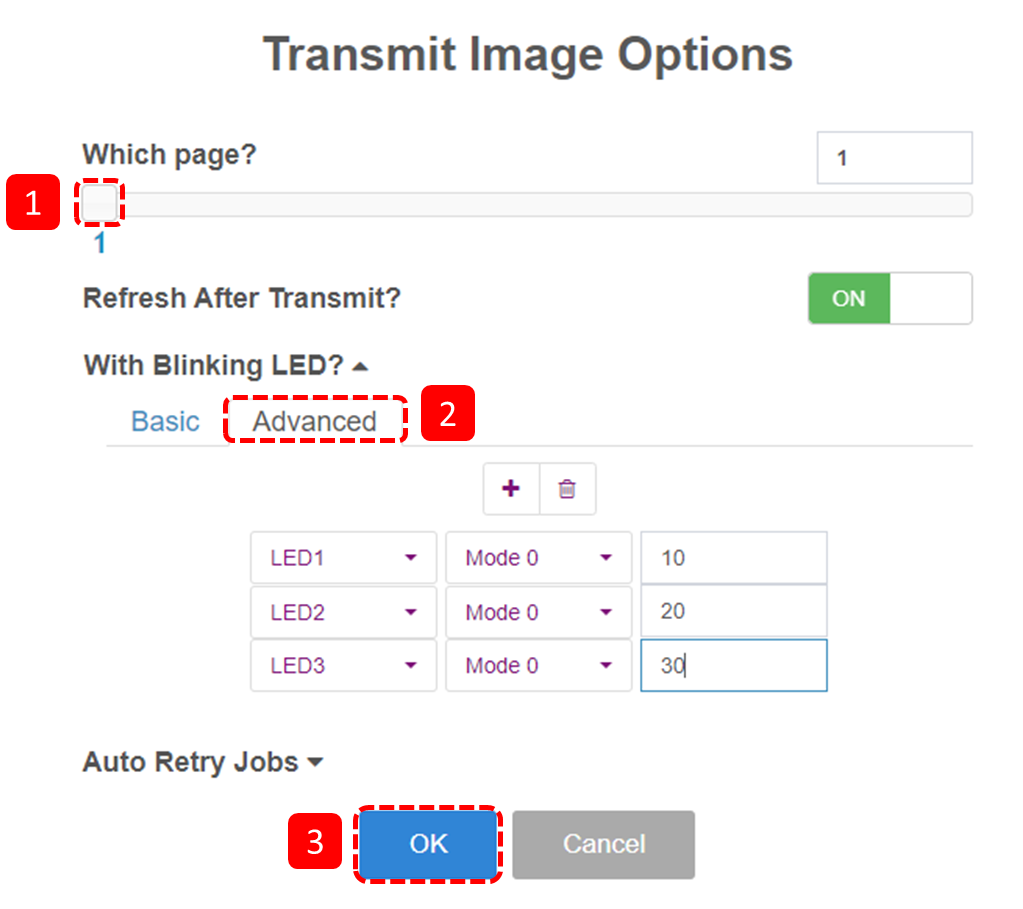 Transmit Image Options
Which page?
1
1
1
Refresh After Transmit?
ON
With Blinking LED?
Basic
Advanced
2
LED1
Mode 0
10
LED2
Mode 0
20
LED3
Mode 0
30
Auto Retry Jobs
3
OK
Cancel